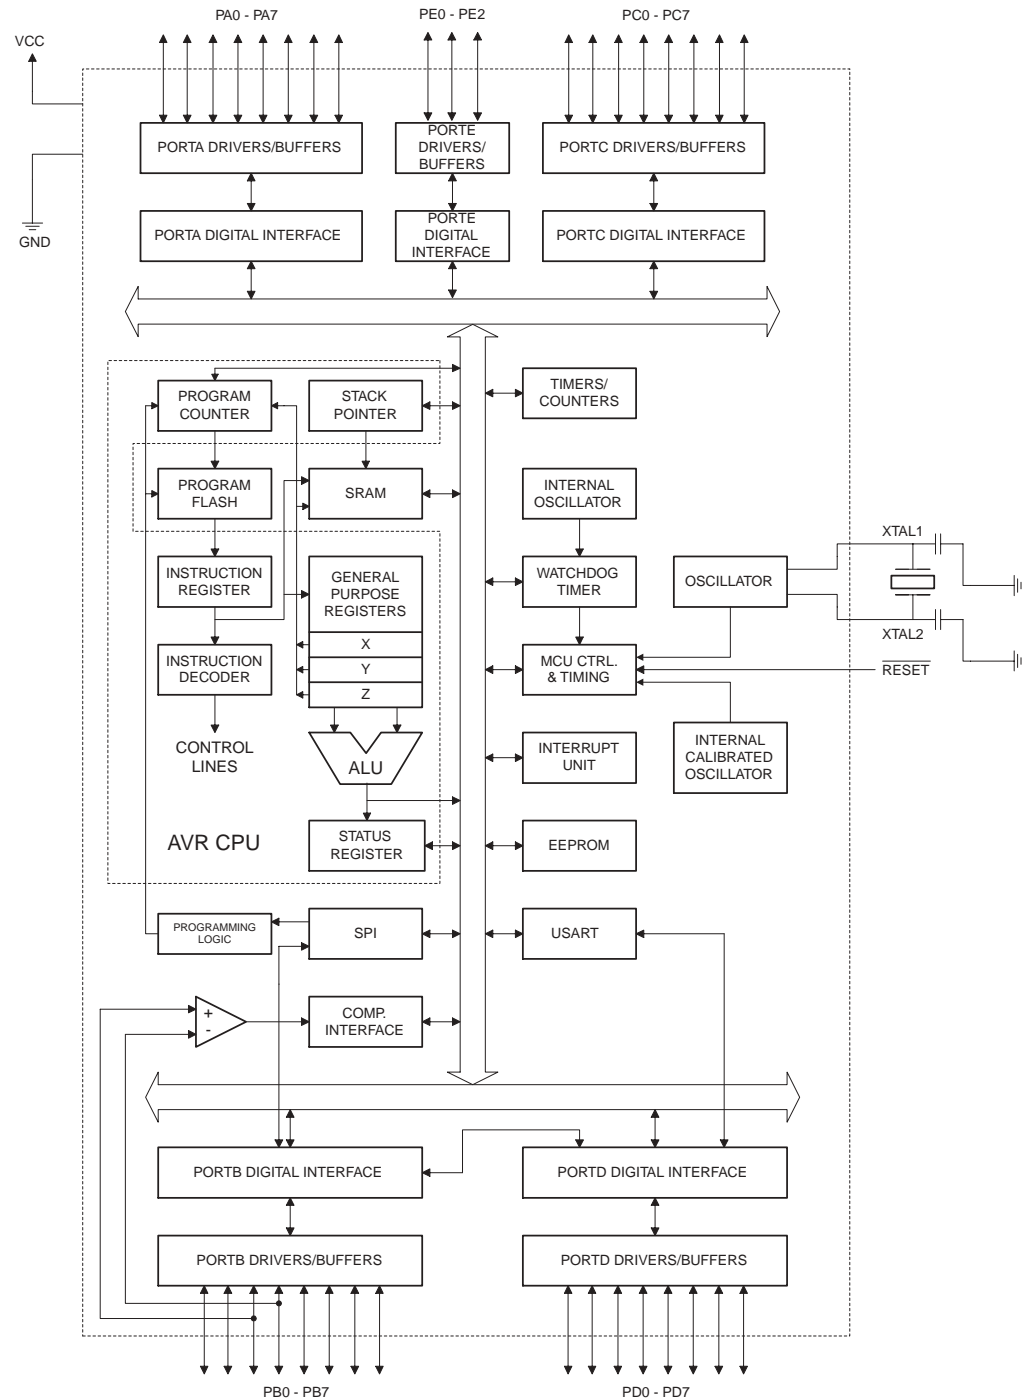 PA0 - PA7
PE0 - PE2
PC0 - PC7
VCC
PORTA DRIVERS/BUFFERS
PORTE
DRIVERS/
BUFFERS
PORTC DRIVERS/BUFFERS
GND
PORTA DIGITAL INTERFACE
PORTE
DIGITAL
INTERFACE
PORTC DIGITAL INTERFACE
PROGRAM
COUNTER
STACK
POINTER
TIMERS/
COUNTERS
PROGRAM
FLASH
SRAM
INTERNAL
OSCILLATOR
XTAL1
INSTRUCTION
REGISTER
GENERAL
PURPOSE
REGISTERS
WATCHDOG
TIMER
OSCILLATOR
XTAL2
X
Y
Z
INSTRUCTION
DECODER
MCU CTRL.
& TIMING
RESET
CONTROL
LINES
ALU
INTERRUPT
UNIT
INTERNAL
CALIBRATED
OSCILLATOR
AVR CPU
STATUS
REGISTER
EEPROM
PROGRAMMING
LOGIC
SPI
USART
+
-
COMP.
INTERFACE
PORTB DIGITAL INTERFACE
PORTD DIGITAL INTERFACE
PORTB DRIVERS/BUFFERS
PORTD DRIVERS/BUFFERS
PB0 - PB7
PD0 - PD7